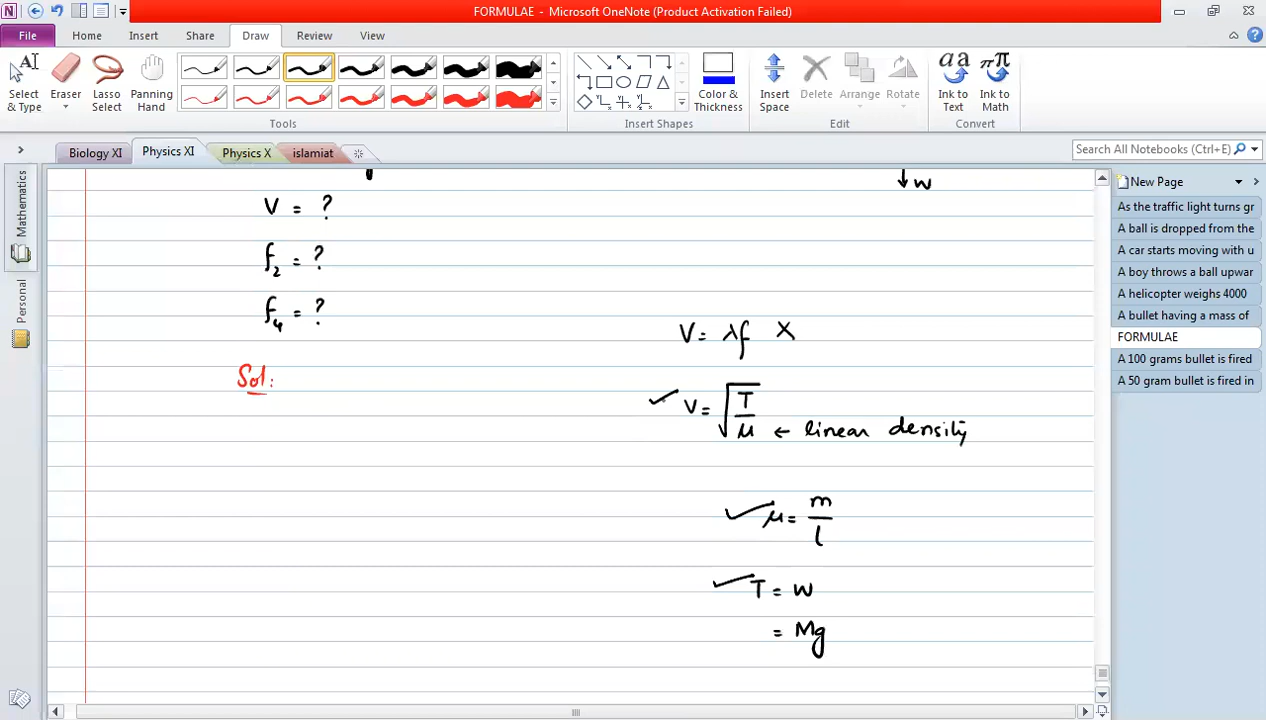 FORMULAE - Microsoft OneNote (Product Activation Failed)
File Home Insert Share Draw Review View
Select & Type
Eraser
Lasso Select
Panning Hand
Color & Thickness
Insert Space
Delete
Arrange
Rotate
Ink to Text
Ink to Math
Tools
Insert Shapes
Edit
Convert
Biology XI
Physics XI
Physics X
islamiat
Search All Notebooks (Ctrl+E)
Mathematics
Personal
New Page
As the traffic light turns gr
A ball is dropped from the
A car starts moving with u
A boy throws a ball upwar
A helicopter weighs 4000
A bullet having a mass of
FORMULAE
A 100 grams bullet is fired
A 50 gram bullet is fired in
↓ w
V = ?
f₂ = ?
f₄ = ?
Sol:
V = λf X
✓ V = √(T/μ) ← linear density
✓ μ = m/l
✓ T = W
= Mg